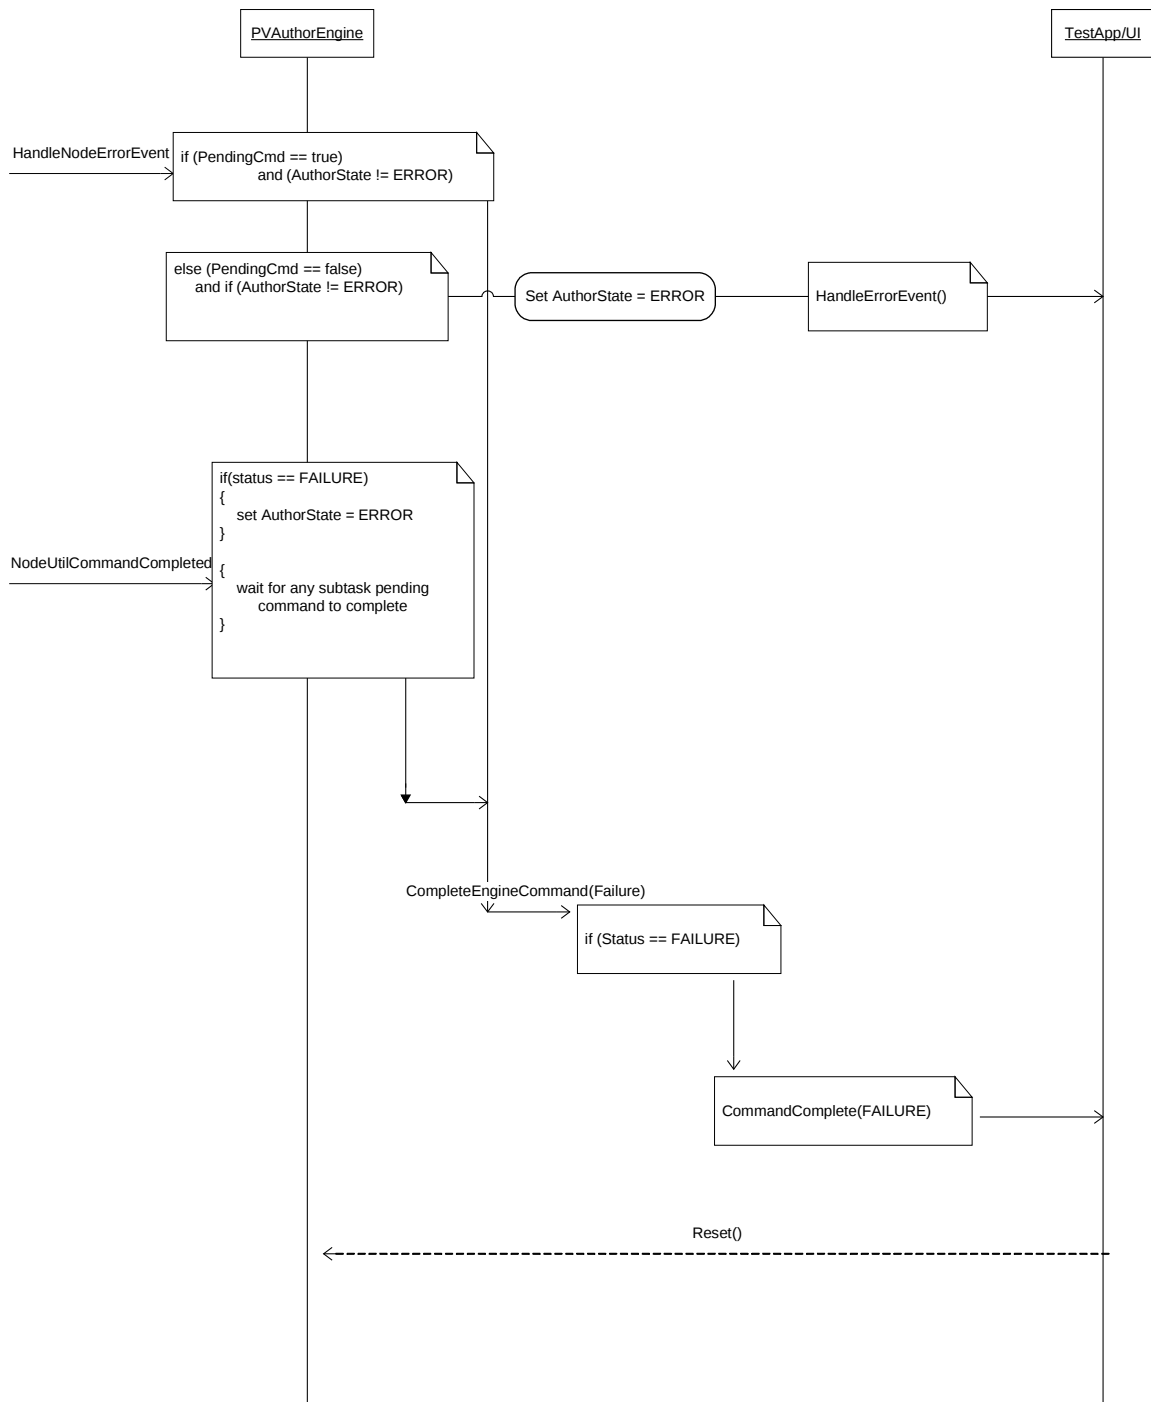 PVAuthorEngine
TestApp/UI
HandleNodeErrorEvent
if (PendingCmd == true)
and (AuthorState != ERROR)
else (PendingCmd == false)
and if (AuthorState != ERROR)
Set AuthorState = ERROR
HandleErrorEvent()
if(status == FAILURE)
{
set AuthorState = ERROR
}
NodeUtilCommandCompleted
{
wait for any subtask pending
command to complete
}
CompleteEngineCommand(Failure)
if (Status == FAILURE)
CommandComplete(FAILURE)
Reset()